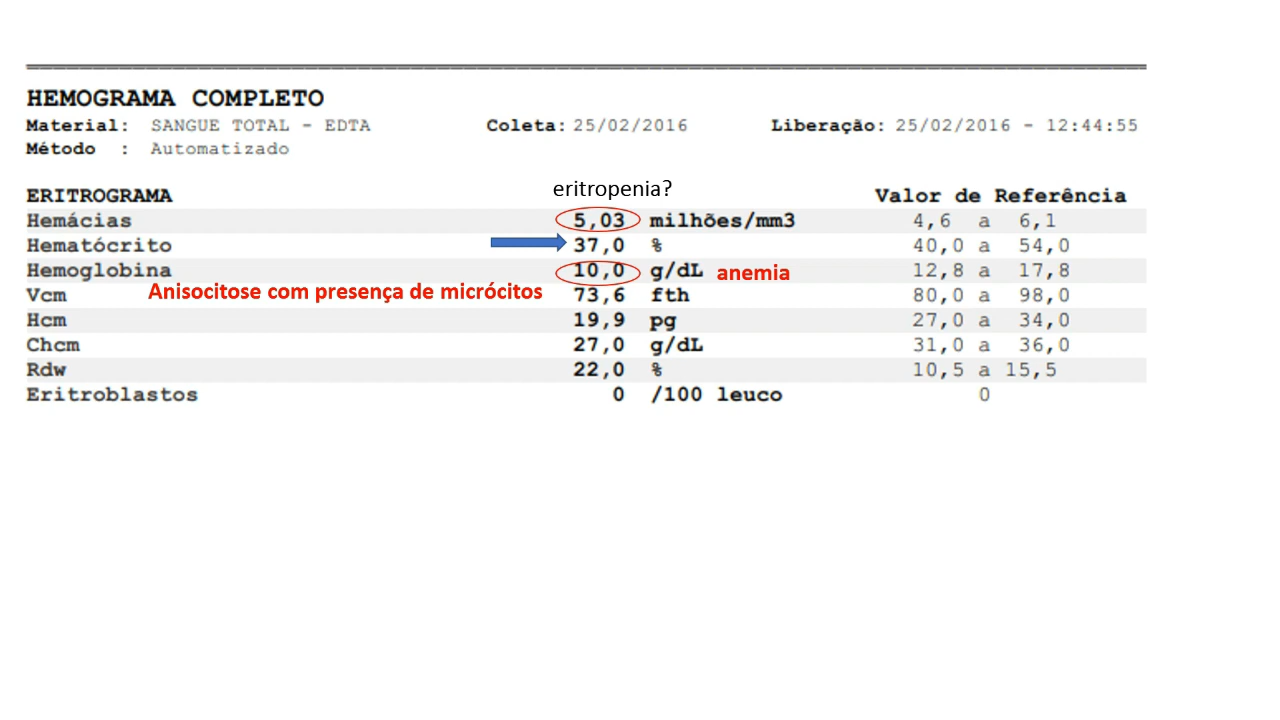 HEMOGRAMA COMPLETO
Material: SANGUE TOTAL - EDTA Coleta: 25/02/2016 Liberação: 25/02/2016 - 12:44:55
Método : Automatizado
eritropenia?
ERITROGRAMA Valor de Referência
Hemácias 5,03 milhões/mm3 4,6 a 6,1
Hematócrito 37,0 % 40,0 a 54,0
Hemoglobina 10,0 g/dL anemia 12,8 a 17,8
Anisocitose com presença de micrócitos
Vcm 73,6 fth 80,0 a 98,0
Hcm 19,9 pg 27,0 a 34,0
Chcm 27,0 g/dL 31,0 a 36,0
Rdw 22,0 % 10,5 a 15,5
Eritroblastos 0 /100 leuco 0